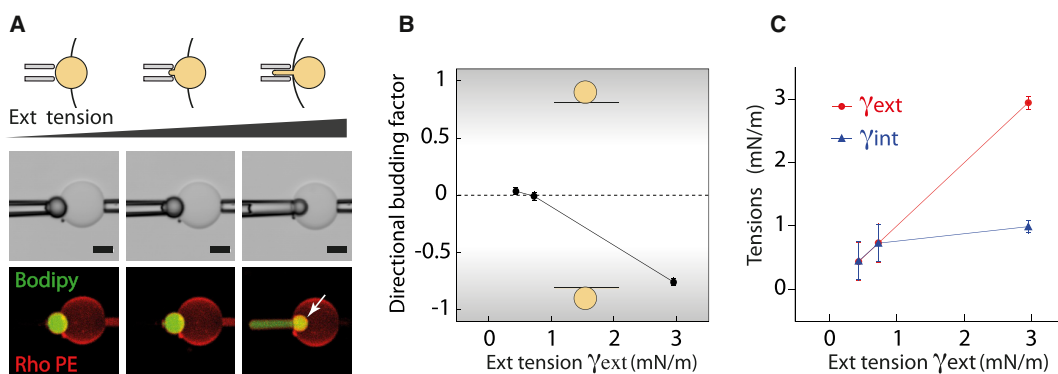 A
Ext tension
Bodipy
Rho PE
B
Directional budding factor
1
0.5
0
-0.5
-1
0 1 2 3
Ext tension γext (mN/m)
C
Tensions (mN/m)
3
2
1
0
γext
γint
0 1 2 3
Ext tension γext (mN/m)